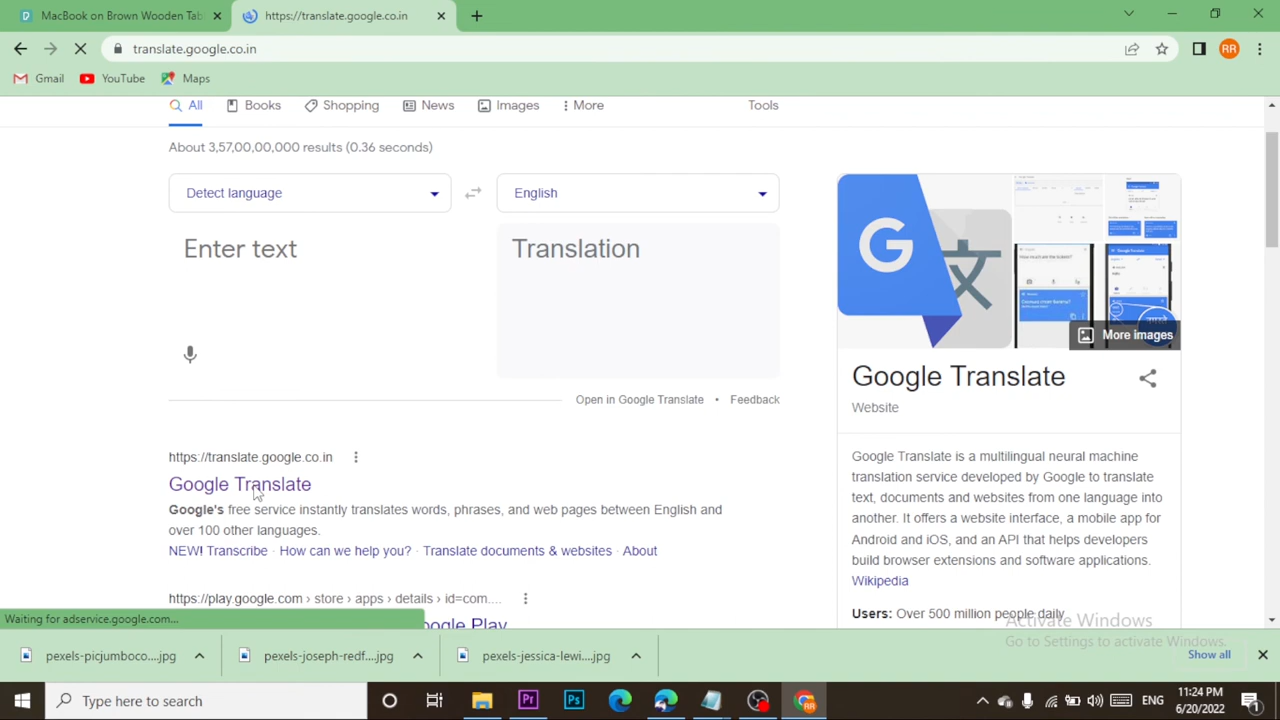 MacBook on Brown Wooden Tab
https://translate.google.co.in
translate.google.co.in
RR
Gmail
YouTube
Maps
All
Books
Shopping
News
Images
More
Tools
About 3,57,00,00,000 results (0.36 seconds)
Detect language
English
Enter text
Translation
Open in Google Translate • Feedback
https://translate.google.co.in
Google Translate
Google's free service instantly translates words, phrases, and web pages between English and
over 100 other languages.
NEW! Transcribe · How can we help you? · Translate documents & websites · About
https://play.google.com › store › apps › details › id=com....
ogle Play
G
文
More images
Google Translate
Website
Google Translate is a multilingual neural machine
translation service developed by Google to translate
text, documents and websites from one language into
another. It offers a website interface, a mobile app for
Android and iOS, and an API that helps developers
build browser extensions and software applications.
Wikipedia
Users: Over 500 million people daily
Activate Windows
Go to Settings to activate Windows.
Waiting for adservice.google.com...
pexels-picjumboco....jpg
pexels-joseph-redf....jpg
pexels-jessica-lewi....jpg
Show all
Type here to search
Pr
Ps
RR
ENG
11:24 PM
6/20/2022
1